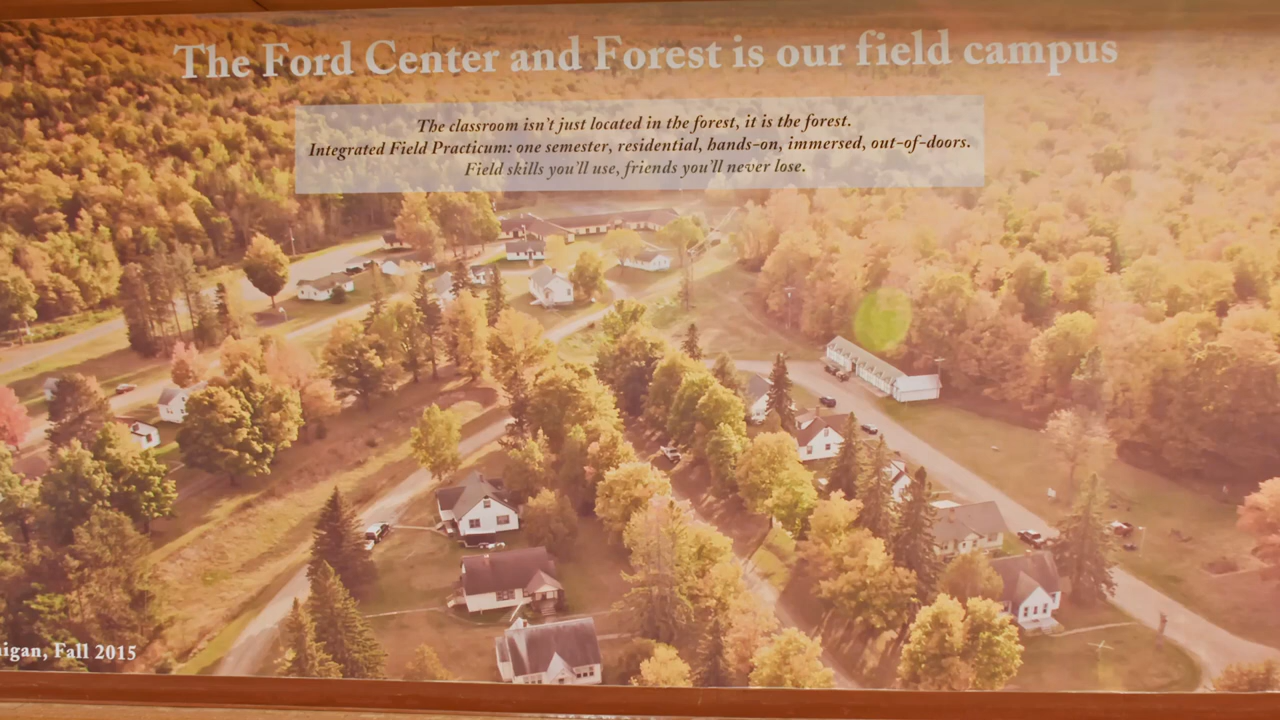 The Ford Center and Forest is our field campus
The classroom isn't just located in the forest, it is the forest.
Integrated Field Practicum: one semester, residential, hands-on, immersed, out-of-doors.
Field skills you'll use, friends you'll never lose.
igan, Fall 2015